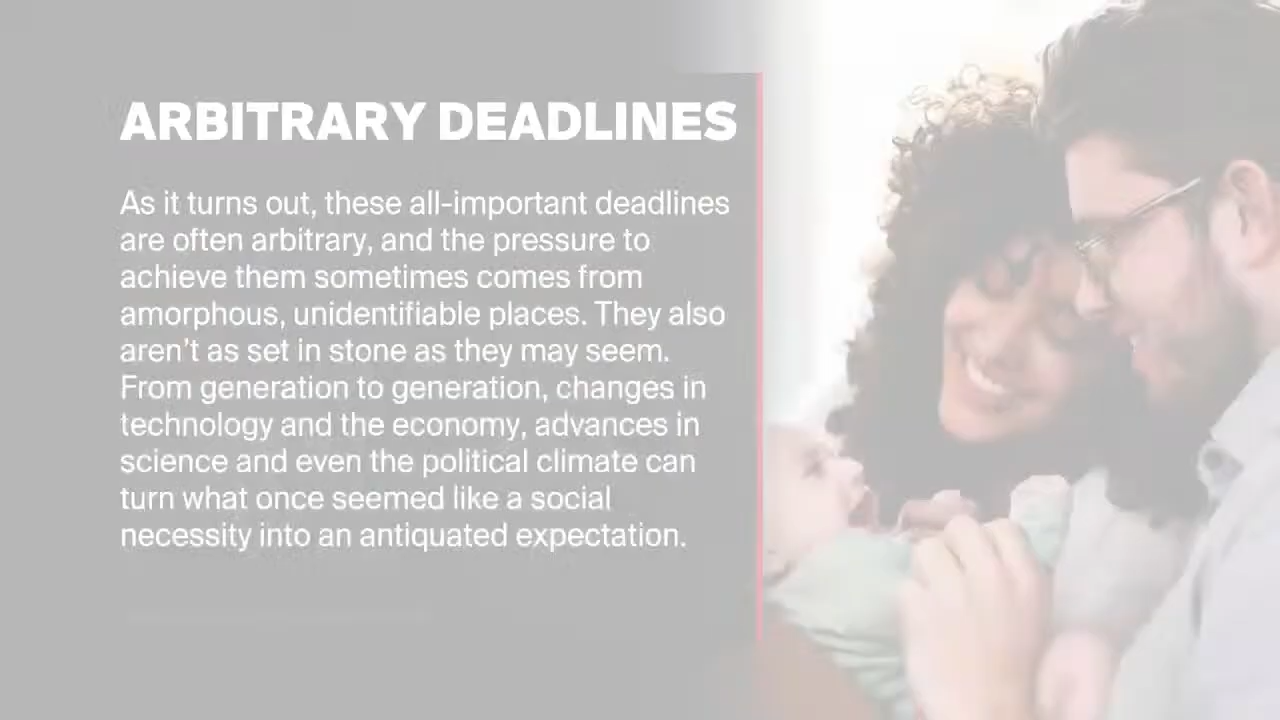 ARBITRARY DEADLINES
As it turns out, these all-important deadlines
are often arbitrary, and the pressure to
achieve them sometimes comes from
amorphous, unidentifiable places. They also
aren't as set in stone as they may seem.
From generation to generation, changes in
technology and the economy, advances in
science and even the political climate can
turn what once seemed like a social
necessity into an antiquated expectation.